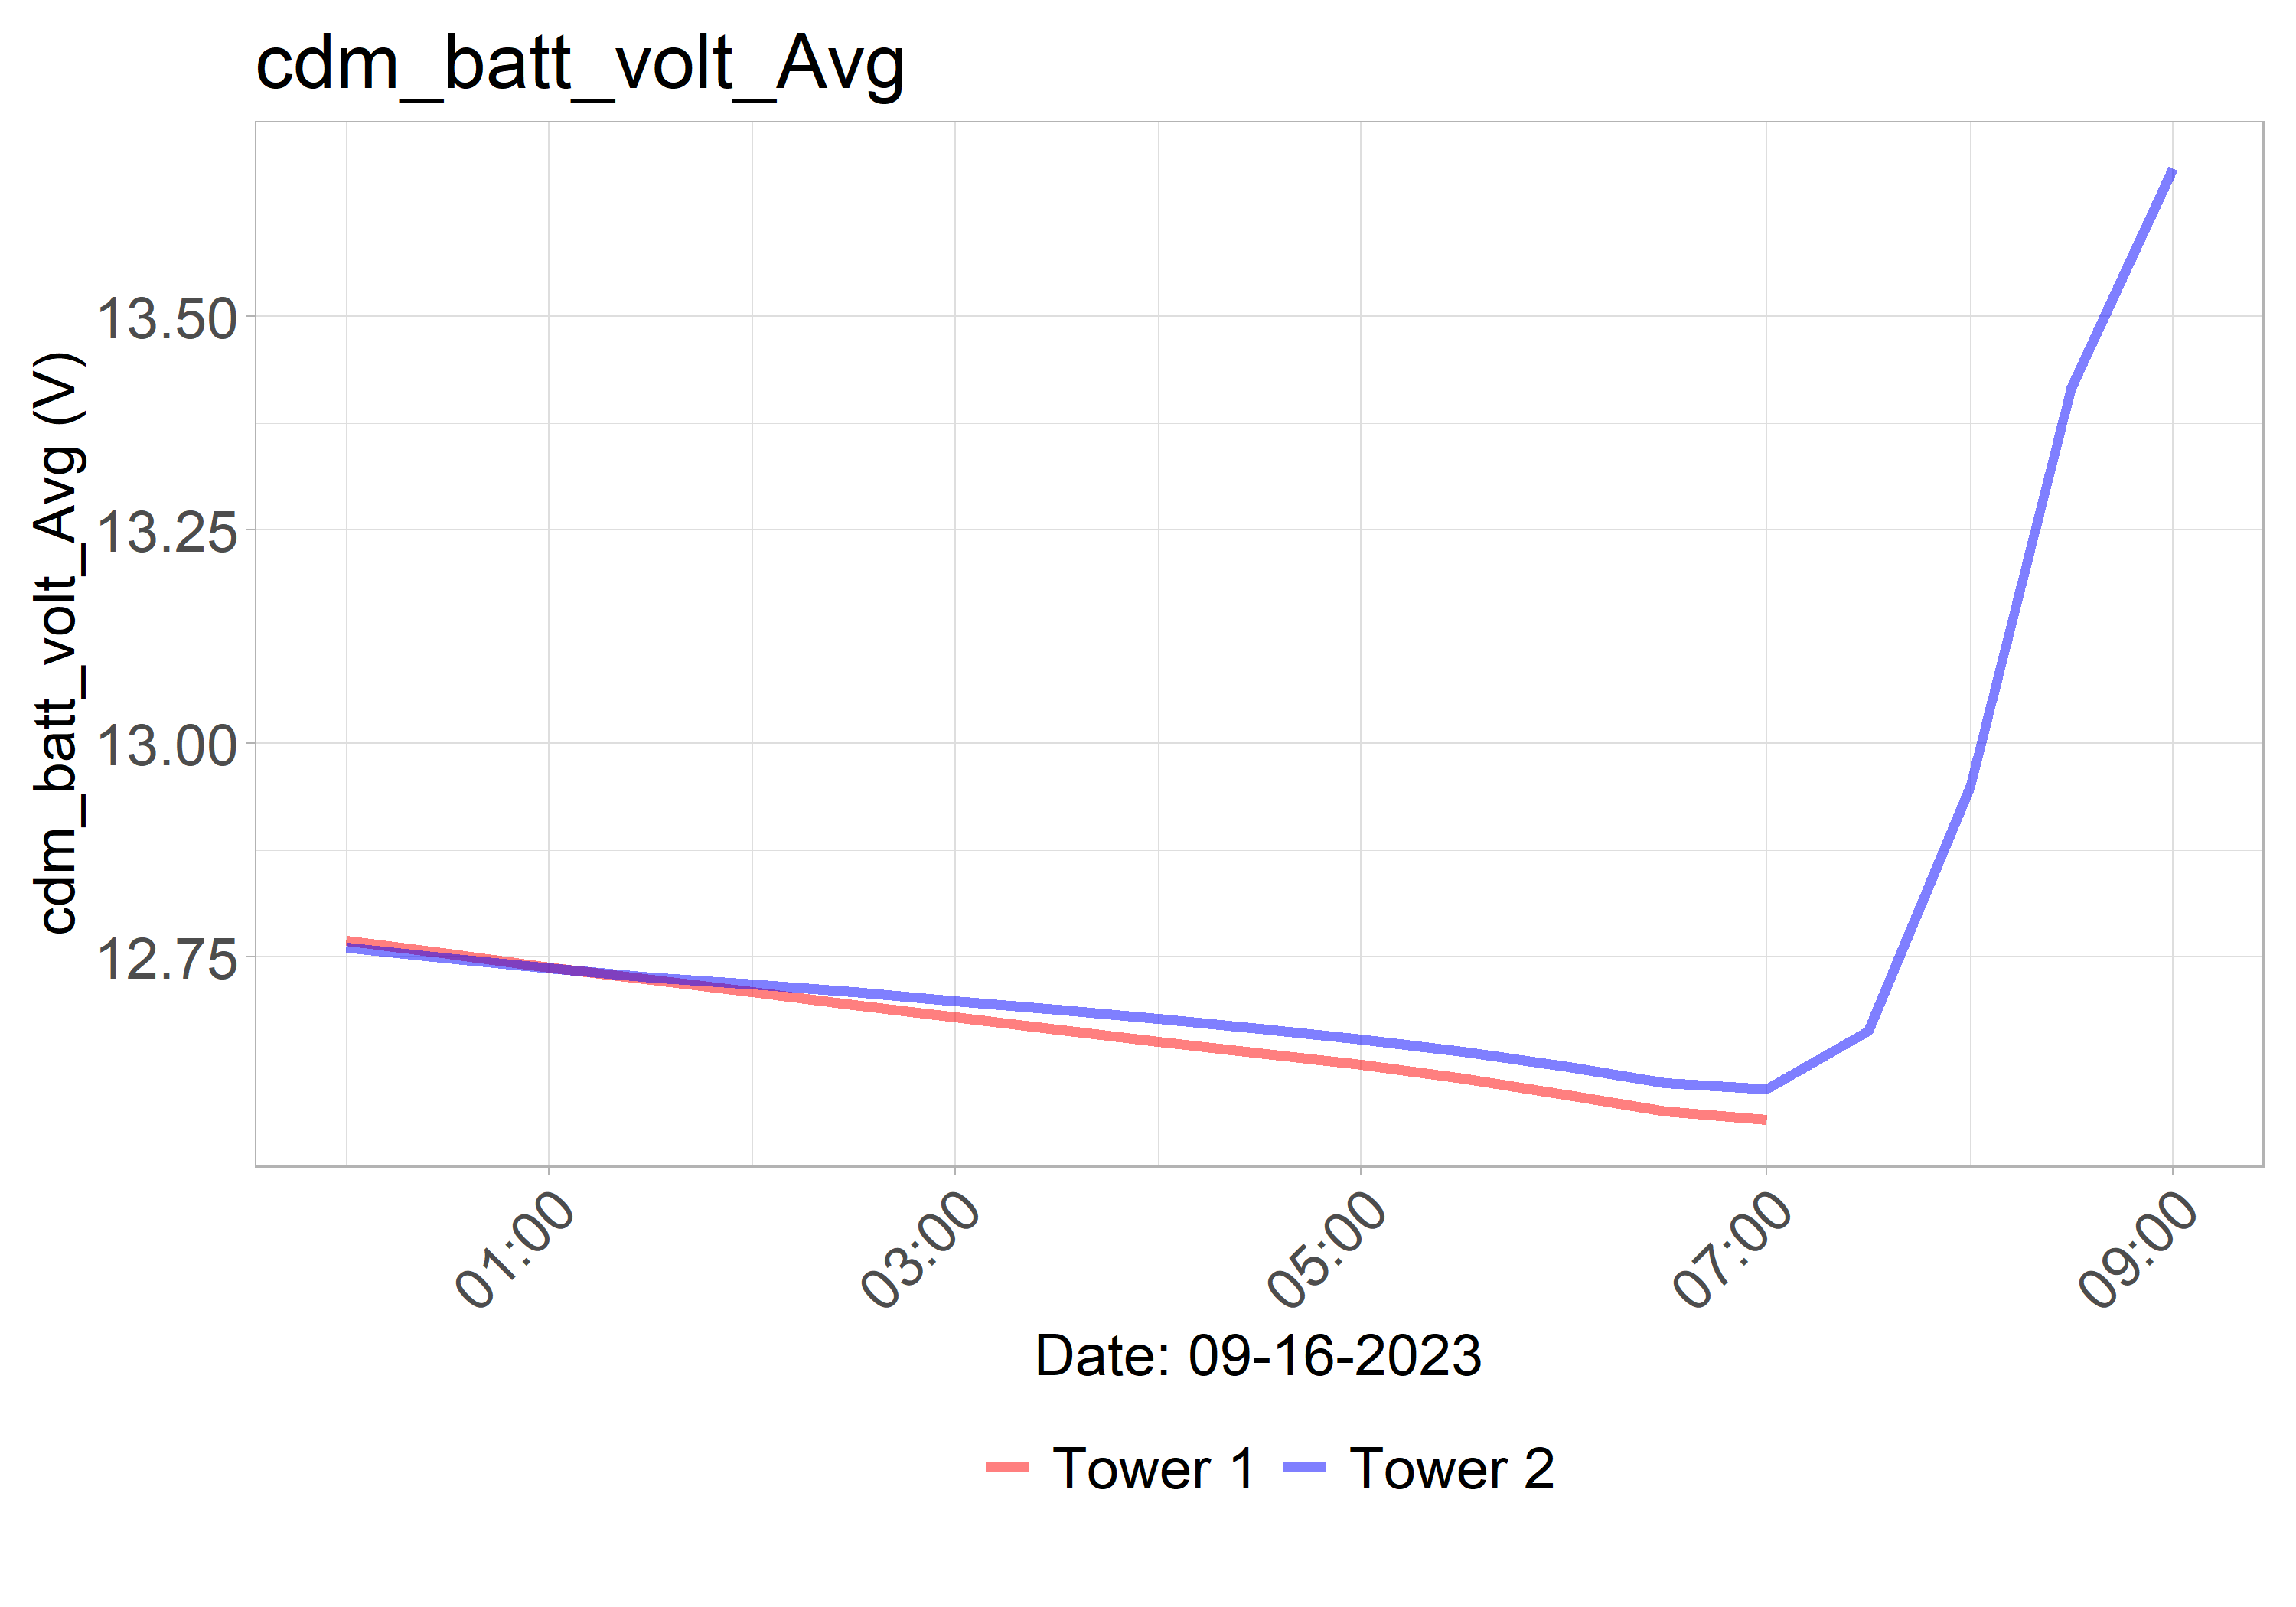 cdm_batt_volt_Avg
cdm_batt_volt_Avg (V)
13.50
13.25
13.00
12.75
01:00
03:00
05:00
07:00
09:00
Date: 09-16-2023
Tower 1
Tower 2